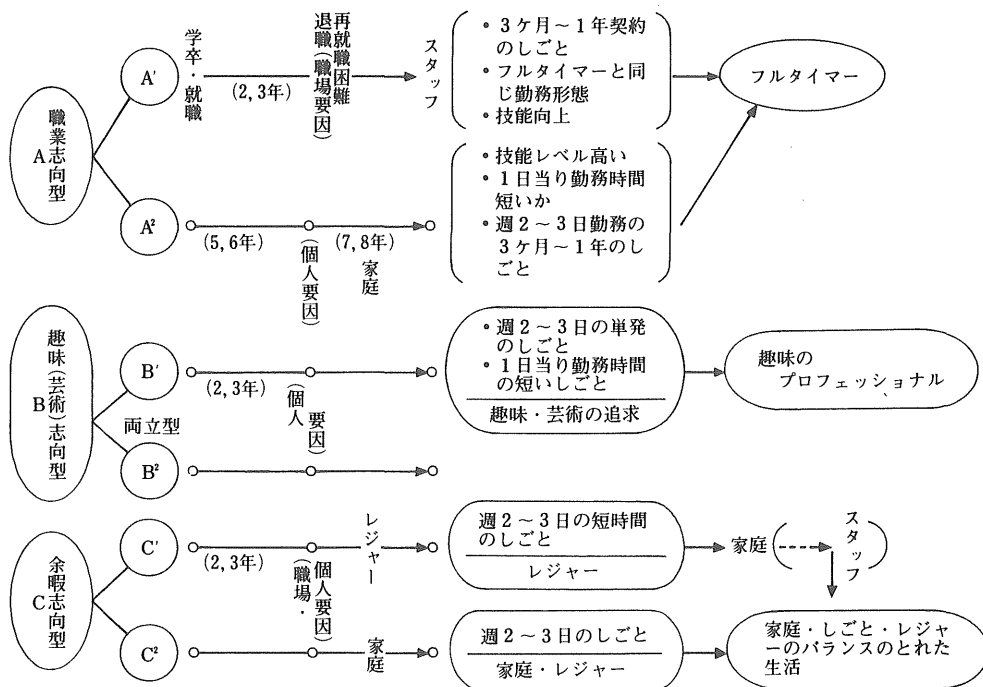 A 職業志向型
A′
学卒・就職
(2,3年)
退職(職場要因)
再就職困難
スタッフ
・3ケ月～1年契約
のしごと
・フルタイマーと同
じ勤務形態
・技能向上
フルタイマー
A²
(5,6年)
(個人要因)
(7,8年)
家庭
・技能レベル高い
・1日当り勤務時間
短いか
・週2～3日勤務の
3ケ月～1年のし
ごと
B 趣味(芸術)志向型
B′
(2,3年)
(個人
要因)
・週2～3日の単発
のしごと
・1日当り勤務時間
の短いしごと
趣味・芸術の追求
趣味の
プロフェッショナル
両立型
B²
C 余暇志向型
C′
(2,3年)
(職場・
個人要因)
レジャー
週2～3日の短時間
のしごと
レジャー
家庭
(スタッフ)
C²
家庭
週2～3日のしごと
家庭・レジャー
家庭・しごと・レジャ
ーのバランスのとれた
生活